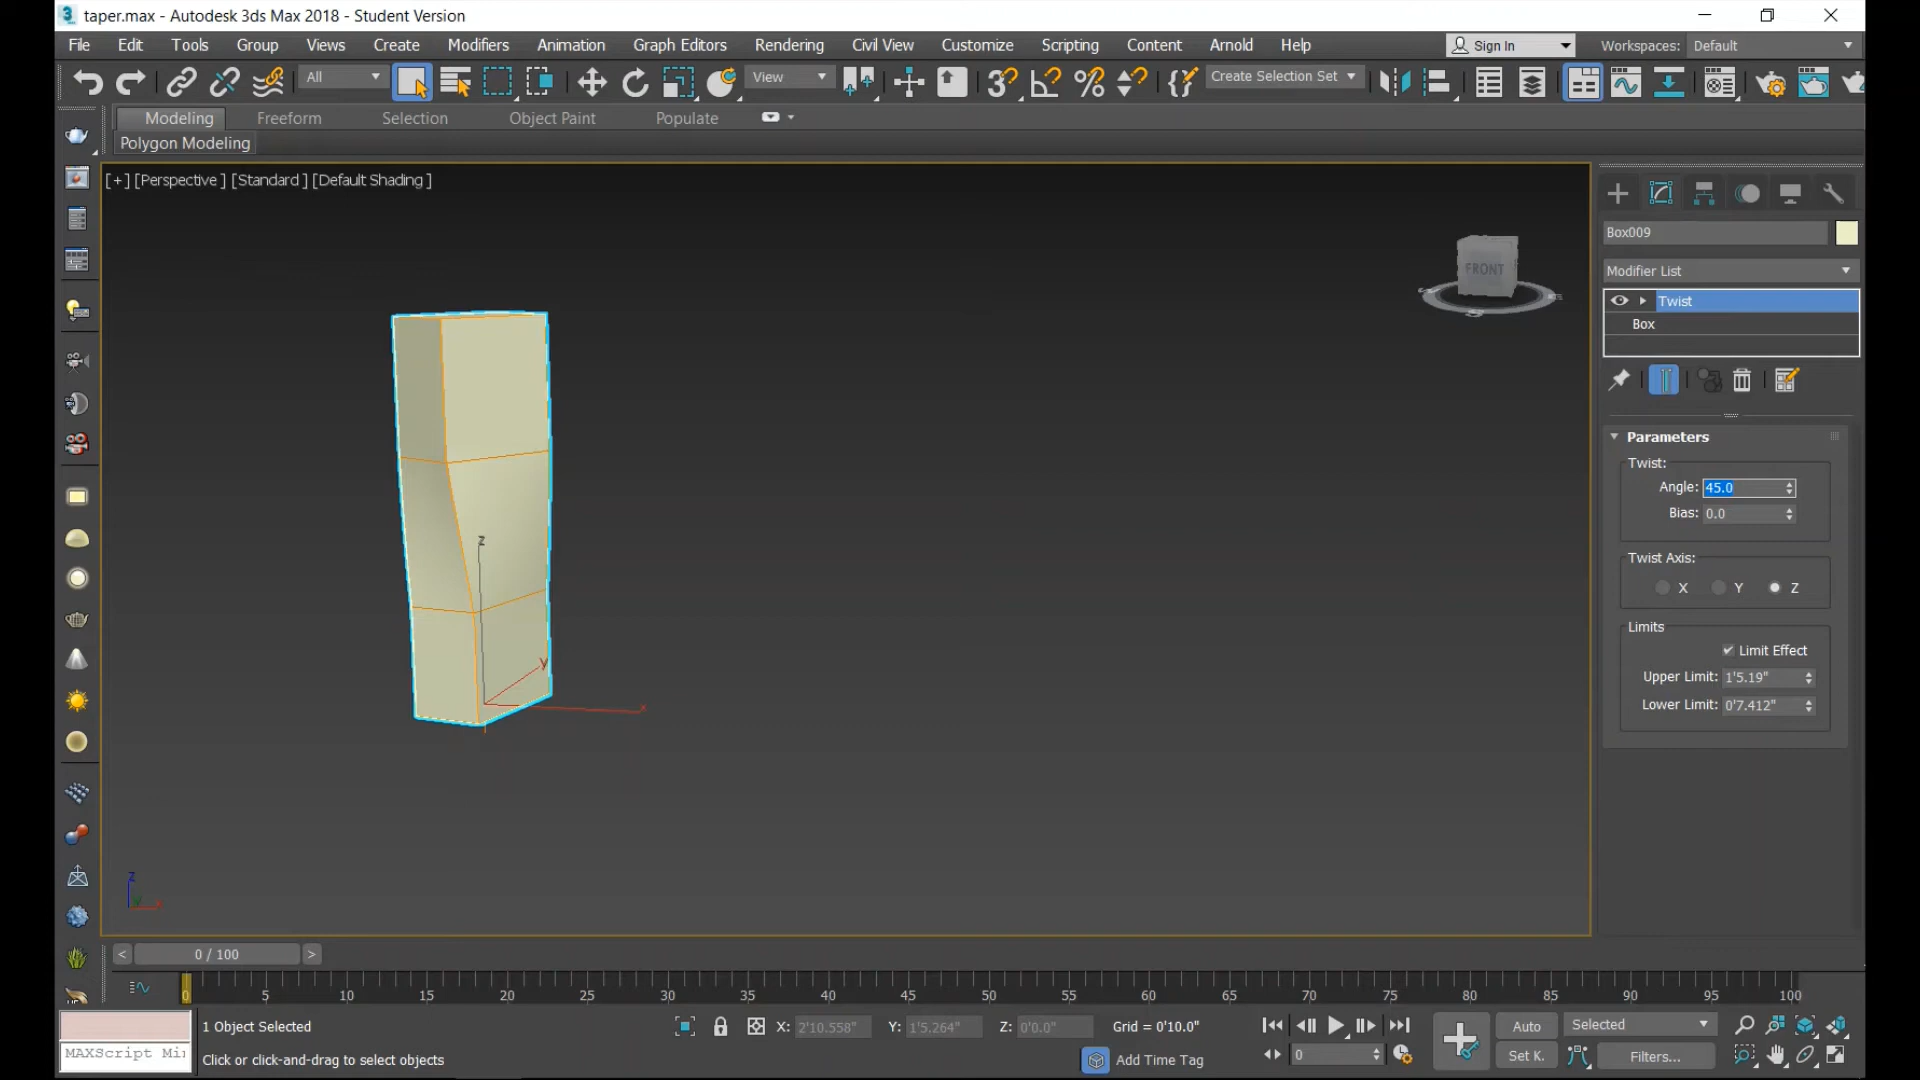 taper.max - Autodesk 3ds Max 2018 - Student Version
File Edit Tools Group Views Create Modifiers Animation Graph Editors Rendering Civil View Customize Scripting Content Arnold Help Sign In Workspaces: Default
All View Create Selection Set
Modeling Freeform Selection Object Paint Populate
Polygon Modeling
[+] [Perspective ] [Standard ] [Default Shading ]
Box009
FRONT
Modifier List
Twist
Box
Parameters
Twist:
Angle: 45.0
Bias: 0.0
Twist Axis:
X Y Z
Limits
Limit Effect
Upper Limit: 1'5.19"
Lower Limit: 0'7.412"
z
y
x
z
< 0 / 100 >
0 5 10 15 20 25 30 35 40 45 50 55 60 65 70 75 80 85 90 95 100
1 Object Selected X: 2'10.558" Y: 1'5.264" Z: 0'0.0" Grid = 0'10.0" Auto Selected
MAXScript Mi
Click or click-and-drag to select objects Add Time Tag 0 Set K. Filters...